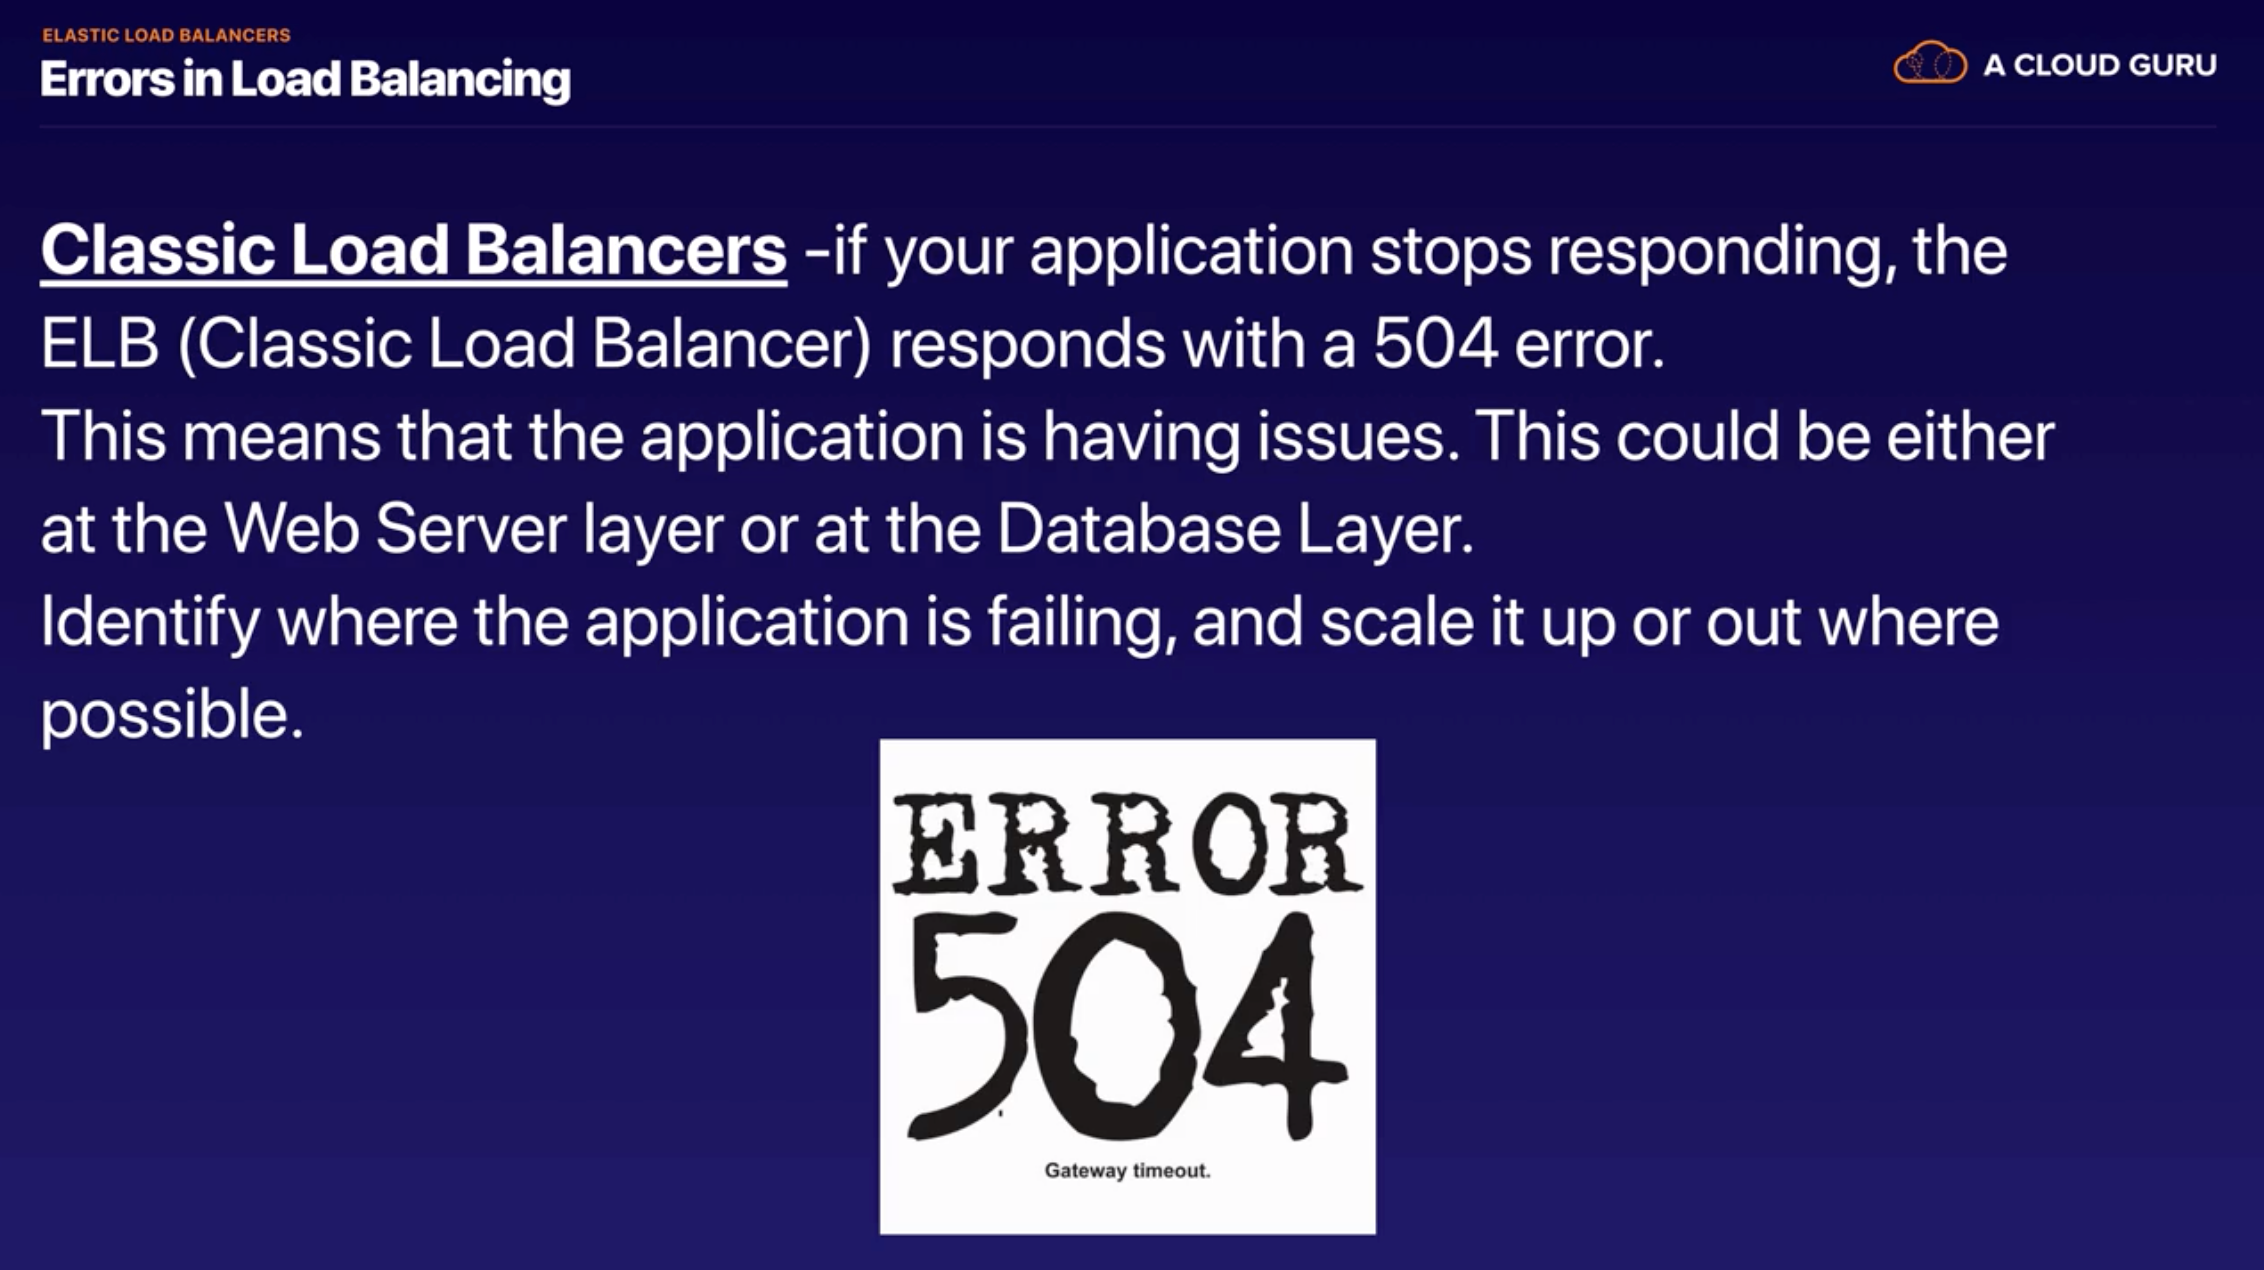 ELASTIC LOAD BALANCERS
Errors in Load Balancing
A CLOUD GURU
Classic Load Balancers -if your application stops responding, the
ELB (Classic Load Balancer) responds with a 504 error.
This means that the application is having issues. This could be either
at the Web Server layer or at the Database Layer.
Identify where the application is failing, and scale it up or out where
possible.
ERROR
504
Gateway timeout.